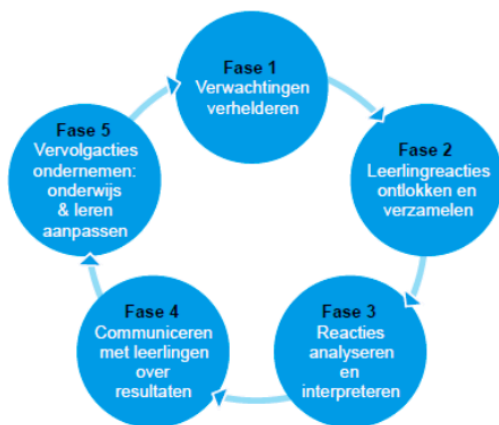 Fase 1
Verwachtingen
verhelderen
Fase 2
Leerlingreacties
ontlokken en
verzamelen
Fase 3
Reacties
analyseren
en
interpreteren
Fase 4
Communiceren
met leerlingen
over
resultaten
Fase 5
Vervolgacties
ondernemen:
onderwijs
& leren
aanpassen